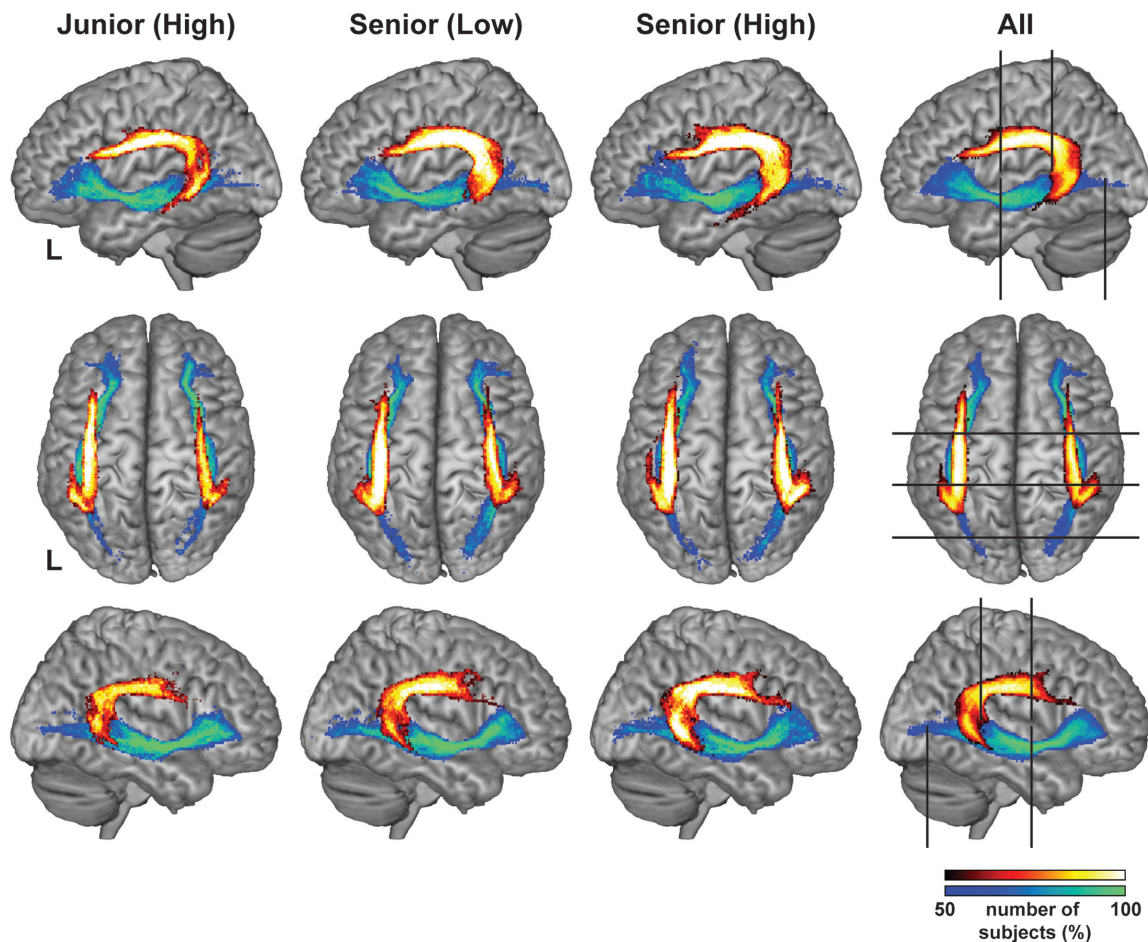 Junior (High) Senior (Low) Senior (High) All
L
L
50 number of 100
subjects (%)